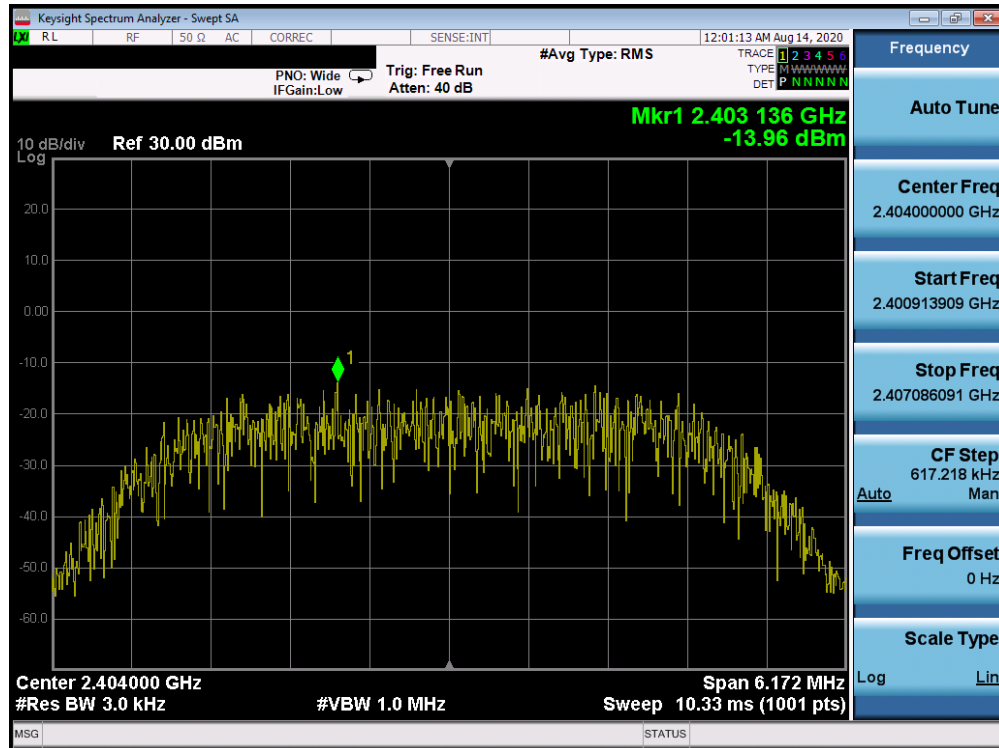 Keysight Spectrum Analyzer - Swept SA
LXI RL RF 50 Ω AC CORREC SENSE:INT 12:01:13 AM Aug 14, 2020
#Avg Type: RMS
TRACE 1 2 3 4 5 6
TYPE M WWWWW
DET P N N N N N
PNO: Wide
IFGain:Low
Trig: Free Run
Atten: 40 dB
Mkr1 2.403 136 GHz
-13.96 dBm
10 dB/div
Log
Ref 30.00 dBm
1
20.0
10.0
0.00
-10.0
-20.0
-30.0
-40.0
-50.0
-60.0
Center 2.404000 GHz
Span 6.172 MHz
#Res BW 3.0 kHz
#VBW 1.0 MHz
Sweep 10.33 ms (1001 pts)
MSG
STATUS
Frequency
Auto Tune
Center Freq
2.404000000 GHz
Start Freq
2.400913909 GHz
Stop Freq
2.407086091 GHz
CF Step
617.218 kHz
Auto Man
Freq Offset
0 Hz
Scale Type
Log Lin